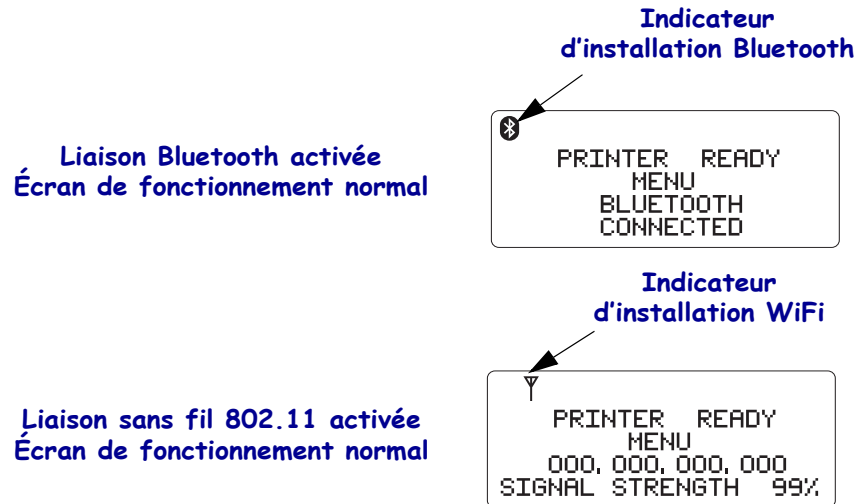 Indicateur
d'installation Bluetooth
Liaison Bluetooth activée
Écran de fonctionnement normal
PRINTER READY
MENU
BLUETOOTH
CONNECTED
Indicateur
d'installation WiFi
Liaison sans fil 802.11 activée
Écran de fonctionnement normal
PRINTER READY
MENU
000, 000, 000, 000
SIGNAL STRENGTH 99%